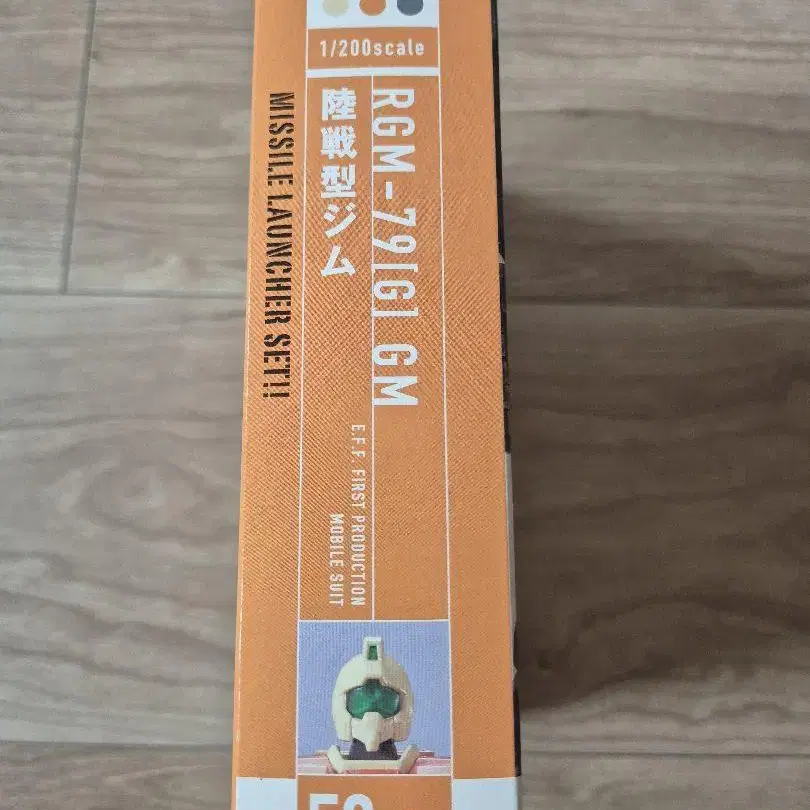 1/200scale
RGM-79[G] GM
陸戦型ジム
MISSILE LAUNCHER SET!!
E.F.F FIRST PRODUCTION
MOBILE SUIT